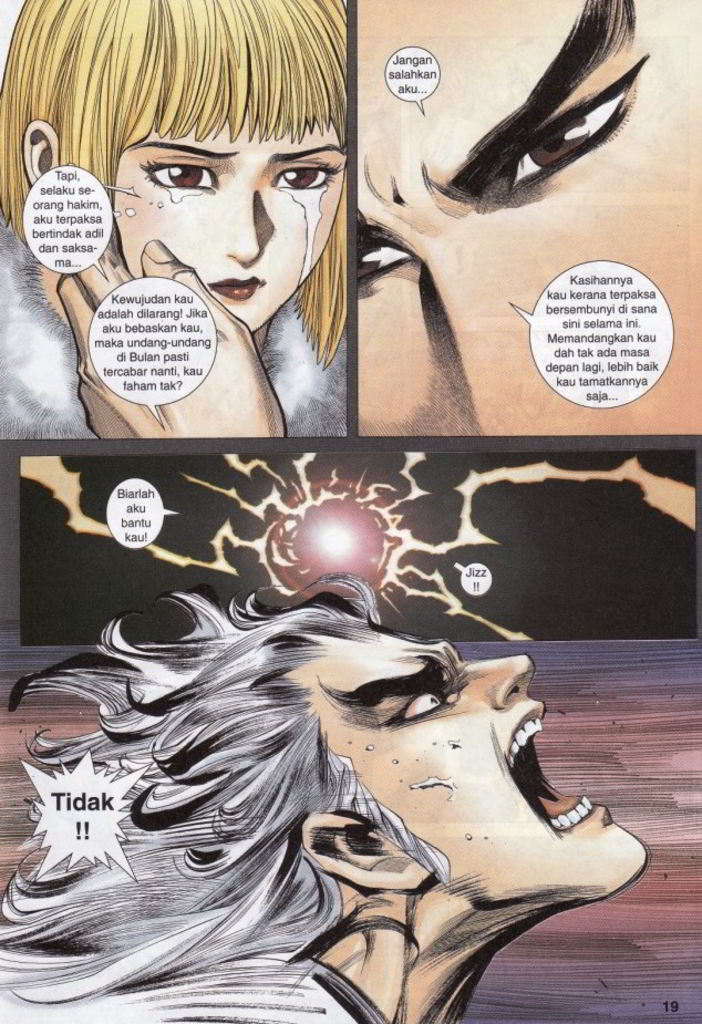 Tapi,
selaku se-
orang hakim,
aku terpaksa
bertindak adil
dan saksa-
ma...
Kewujudan kau
adalah dilarang! Jika
aku bebaskan kau,
maka undang-undang
di Bulan pasti
tercabar nanti, kau
faham tak?
Jangan
salahkan
aku...
Kasihannya
kau kerana terpaksa
bersembunyi di sana
sini selama ini.
Memandangkan kau
dah tak ada masa
depan lagi, lebih baik
kau tamatkannya
saja...
Biarlah
aku
bantu
kau!
Jizz
!!
Tidak
!!
19